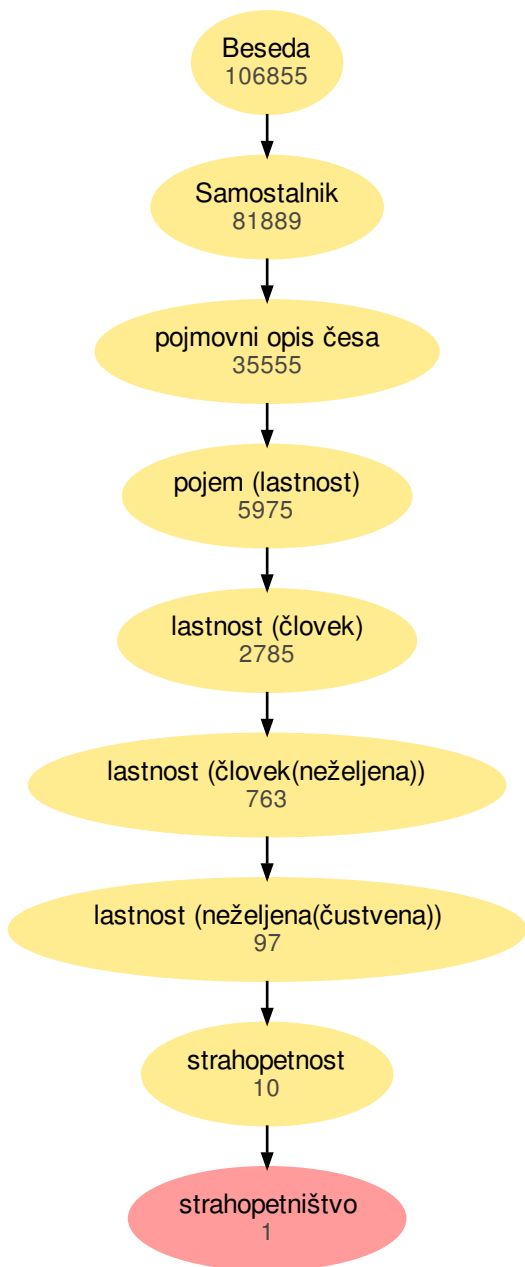 Beseda
106855
Samostalnik
81889
pojmovni opis česa
35555
pojem (lastnost)
5975
lastnost (človek)
2785
lastnost (človek(neželjena))
763
lastnost (neželjena(čustvena))
97
strahopetnost
10
strahopetništvo
1